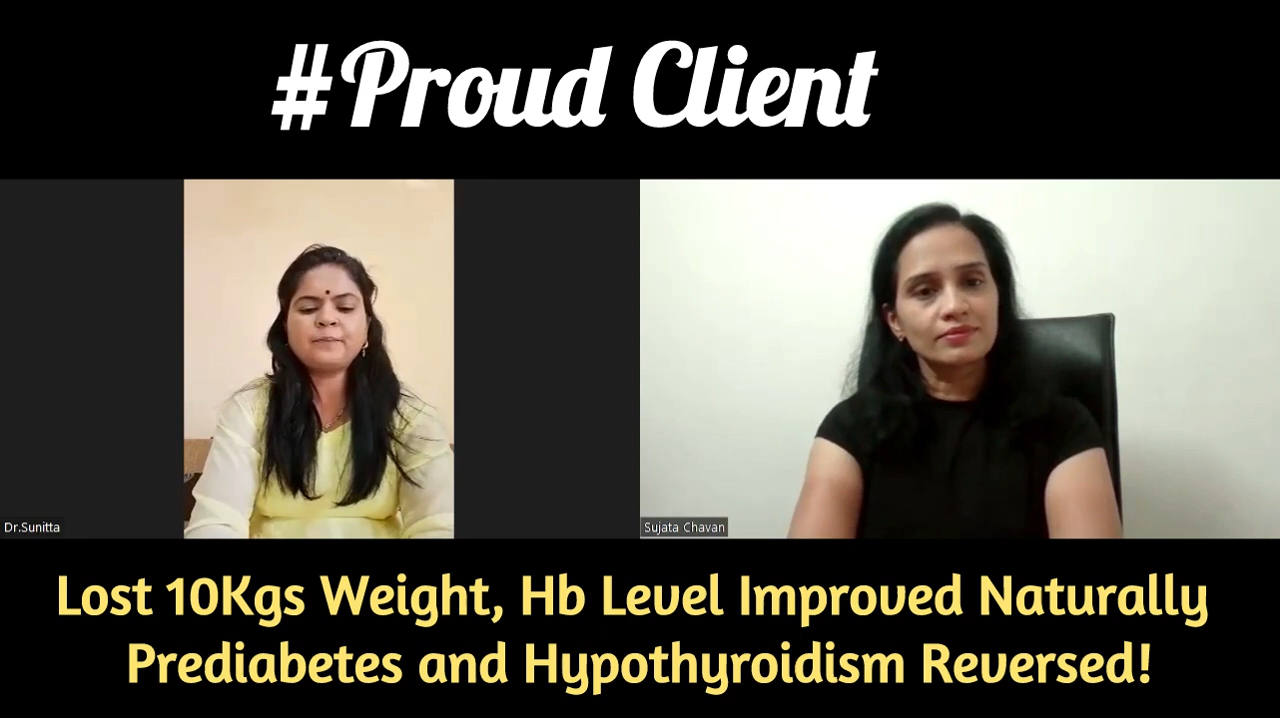 #Proud Client
Dr.Sunitta
Sujata Chavan
Lost 10Kgs Weight, Hb Level Improved Naturally
Prediabetes and Hypothyroidism Reversed!